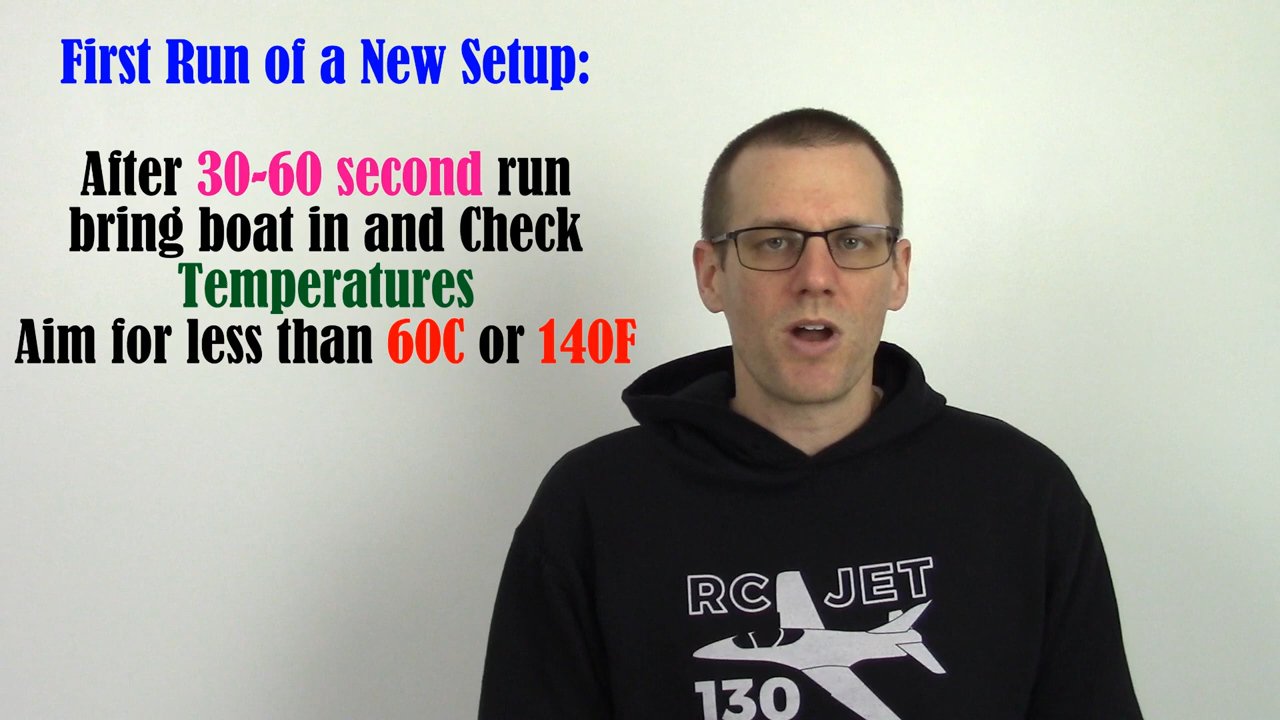 First Run of a New Setup:
After 30-60 second run
bring boat in and Check
Temperatures
Aim for less than 60C or 140F
RC JET
130